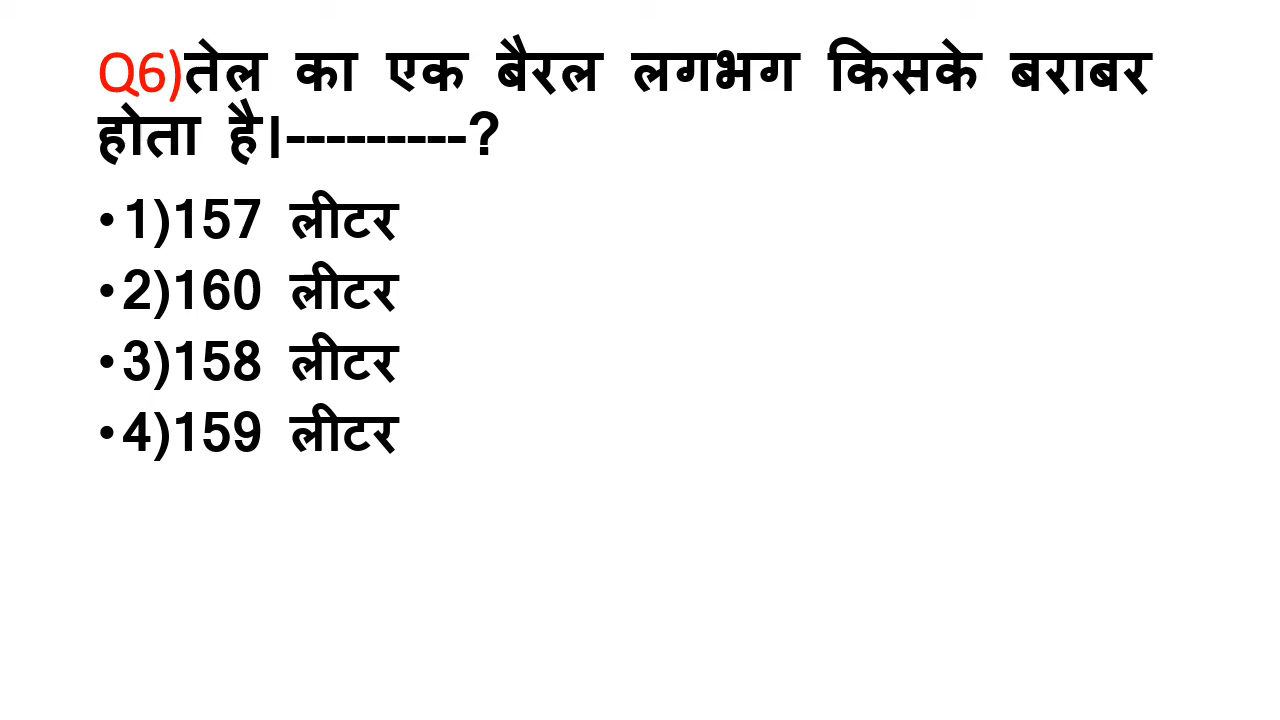 Q6)तेल का एक बैरल लगभग किसके बराबर
होता है।---------?
•1)157 लीटर
•2)160 लीटर
•3)158 लीटर
•4)159 लीटर